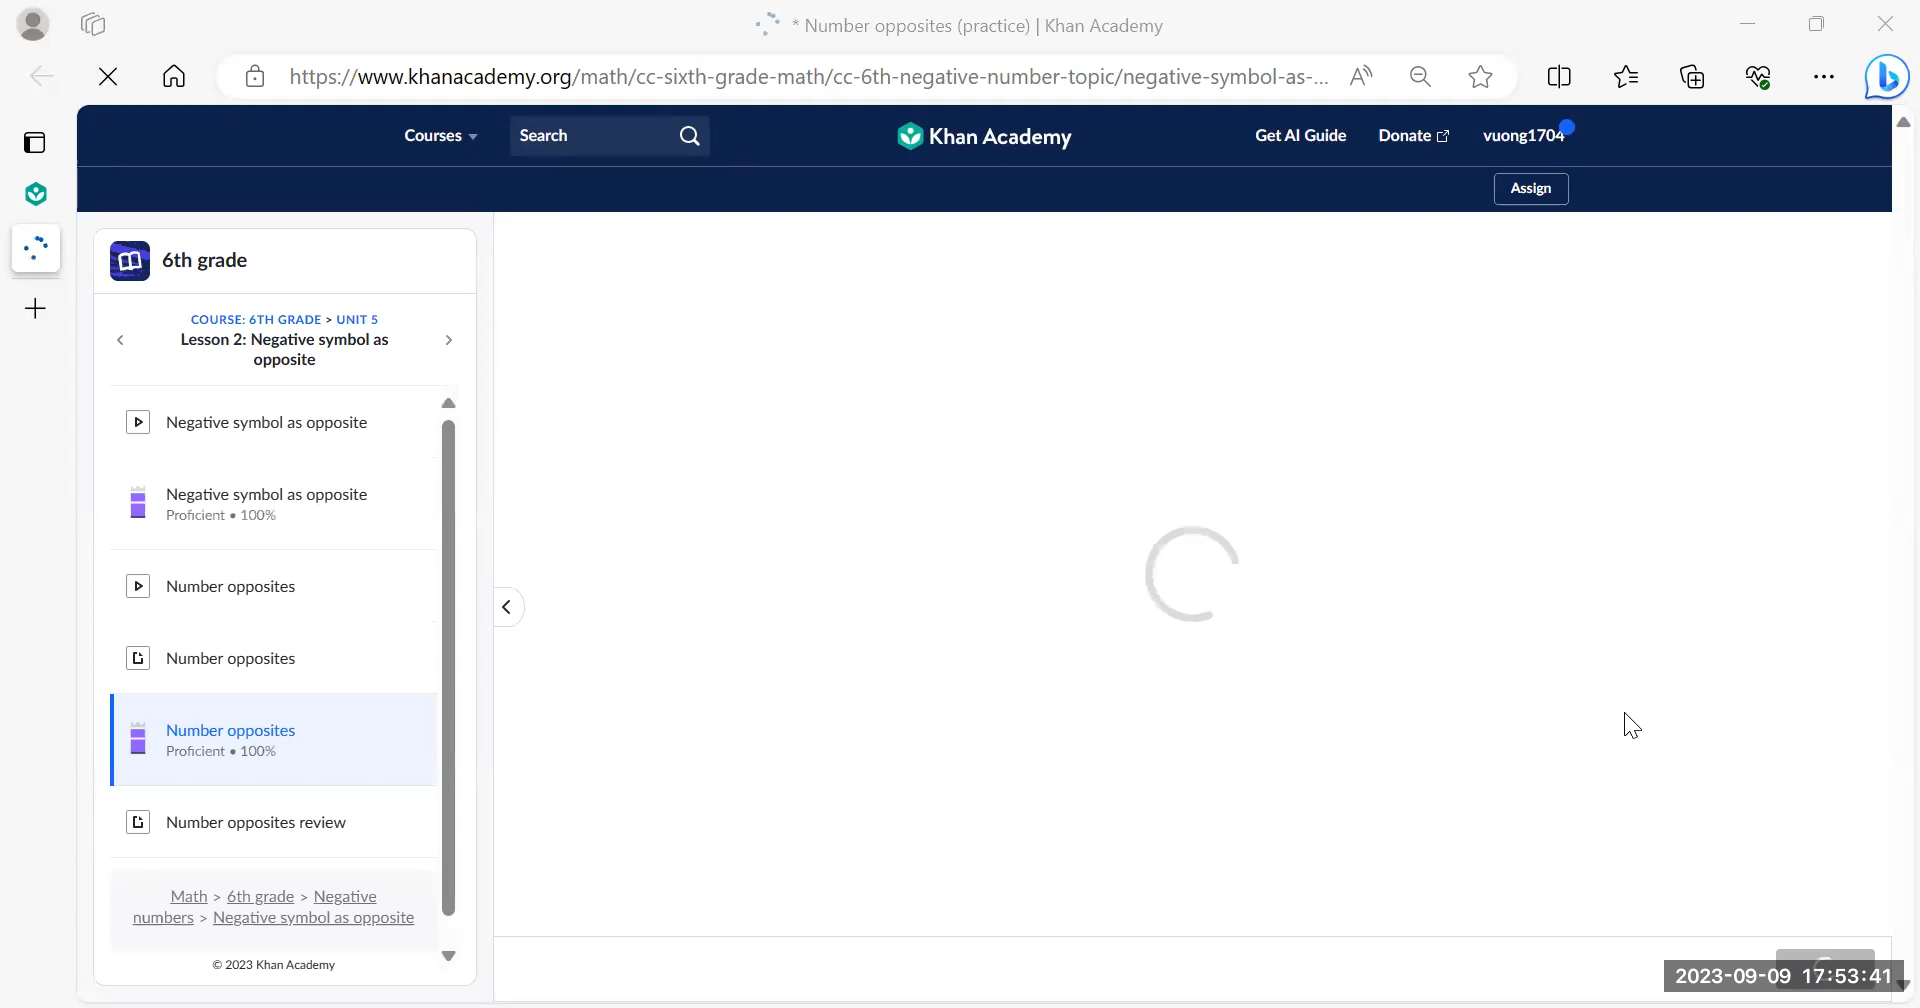 * Number opposites (practice) | Khan Academy
https://www.khanacademy.org/math/cc-sixth-grade-math/cc-6th-negative-number-topic/negative-symbol-as-...
Courses
Search
Khan Academy
Get AI Guide
Donate
vuong1704
Assign
6th grade
COURSE: 6TH GRADE > UNIT 5
Lesson 2: Negative symbol as
opposite
Negative symbol as opposite
Negative symbol as opposite
Proficient • 100%
Number opposites
Number opposites
Number opposites
Proficient • 100%
Number opposites review
Math > 6th grade > Negative
numbers > Negative symbol as opposite
© 2023 Khan Academy
2023-09-09 17:53:41